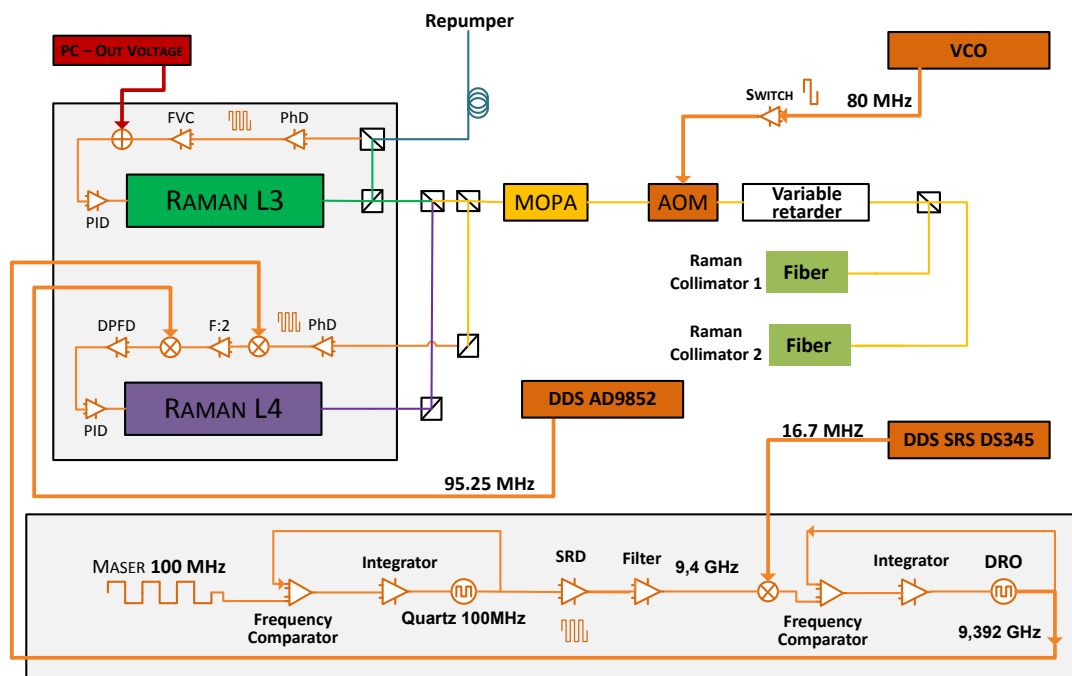 Repumper
PC – OUT VOLTAGE
VCO
SWITCH
80 MHz
FVC
PhD
PID
RAMAN L3
MOPA
AOM
Variable
retarder
Raman
Collimator 1
Fiber
DPFD
F:2
PhD
Raman
Collimator 2
Fiber
PID
RAMAN L4
DDS AD9852
16.7 MHZ
DDS SRS DS345
95.25 MHz
MASER 100 MHz
Integrator
SRD
Filter
9,4 GHz
Integrator
DRO
Frequency
Comparator
Quartz 100MHz
Frequency
Comparator
9,392 GHz